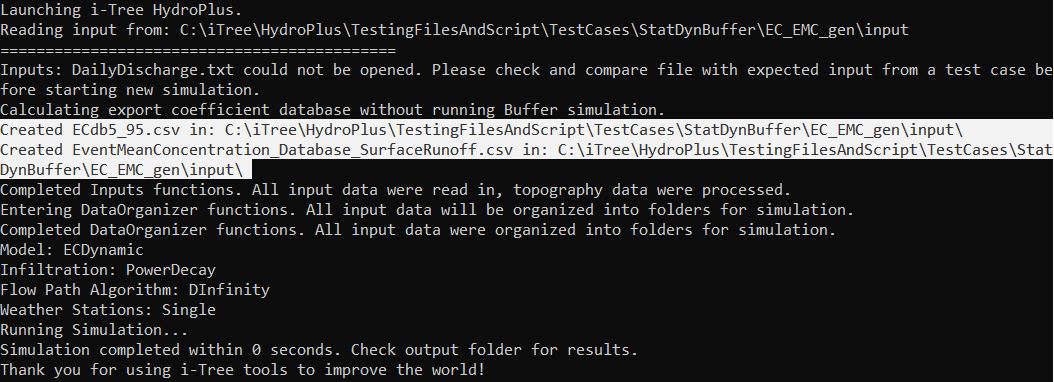 Launching i-Tree HydroPlus.
Reading input from: C:\iTree\HydroPlus\TestingFilesAndScript\TestCases\StatDynBuffer\EC_EMC_gen\input
============================================
Inputs: DailyDischarge.txt could not be opened. Please check and compare file with expected input from a test case be
fore starting new simulation.
Calculating export coefficient database without running Buffer simulation.
Created ECdb5_95.csv in: C:\iTree\HydroPlus\TestingFilesAndScript\TestCases\StatDynBuffer\EC_EMC_gen\input\
Created EventMeanConcentration_Database_SurfaceRunoff.csv in: C:\iTree\HydroPlus\TestingFilesAndScript\TestCases\Stat
DynBuffer\EC_EMC_gen\input\
Completed Inputs functions. All input data were read in, topography data were processed.
Entering DataOrganizer functions. All input data will be organized into folders for simulation.
Completed DataOrganizer functions. All input data were organized into folders for simulation.
Model: ECDynamic
Infiltration: PowerDecay
Flow Path Algorithm: DInfinity
Weather Stations: Single
Running Simulation...
Simulation completed within 0 seconds. Check output folder for results.
Thank you for using i-Tree tools to improve the world!